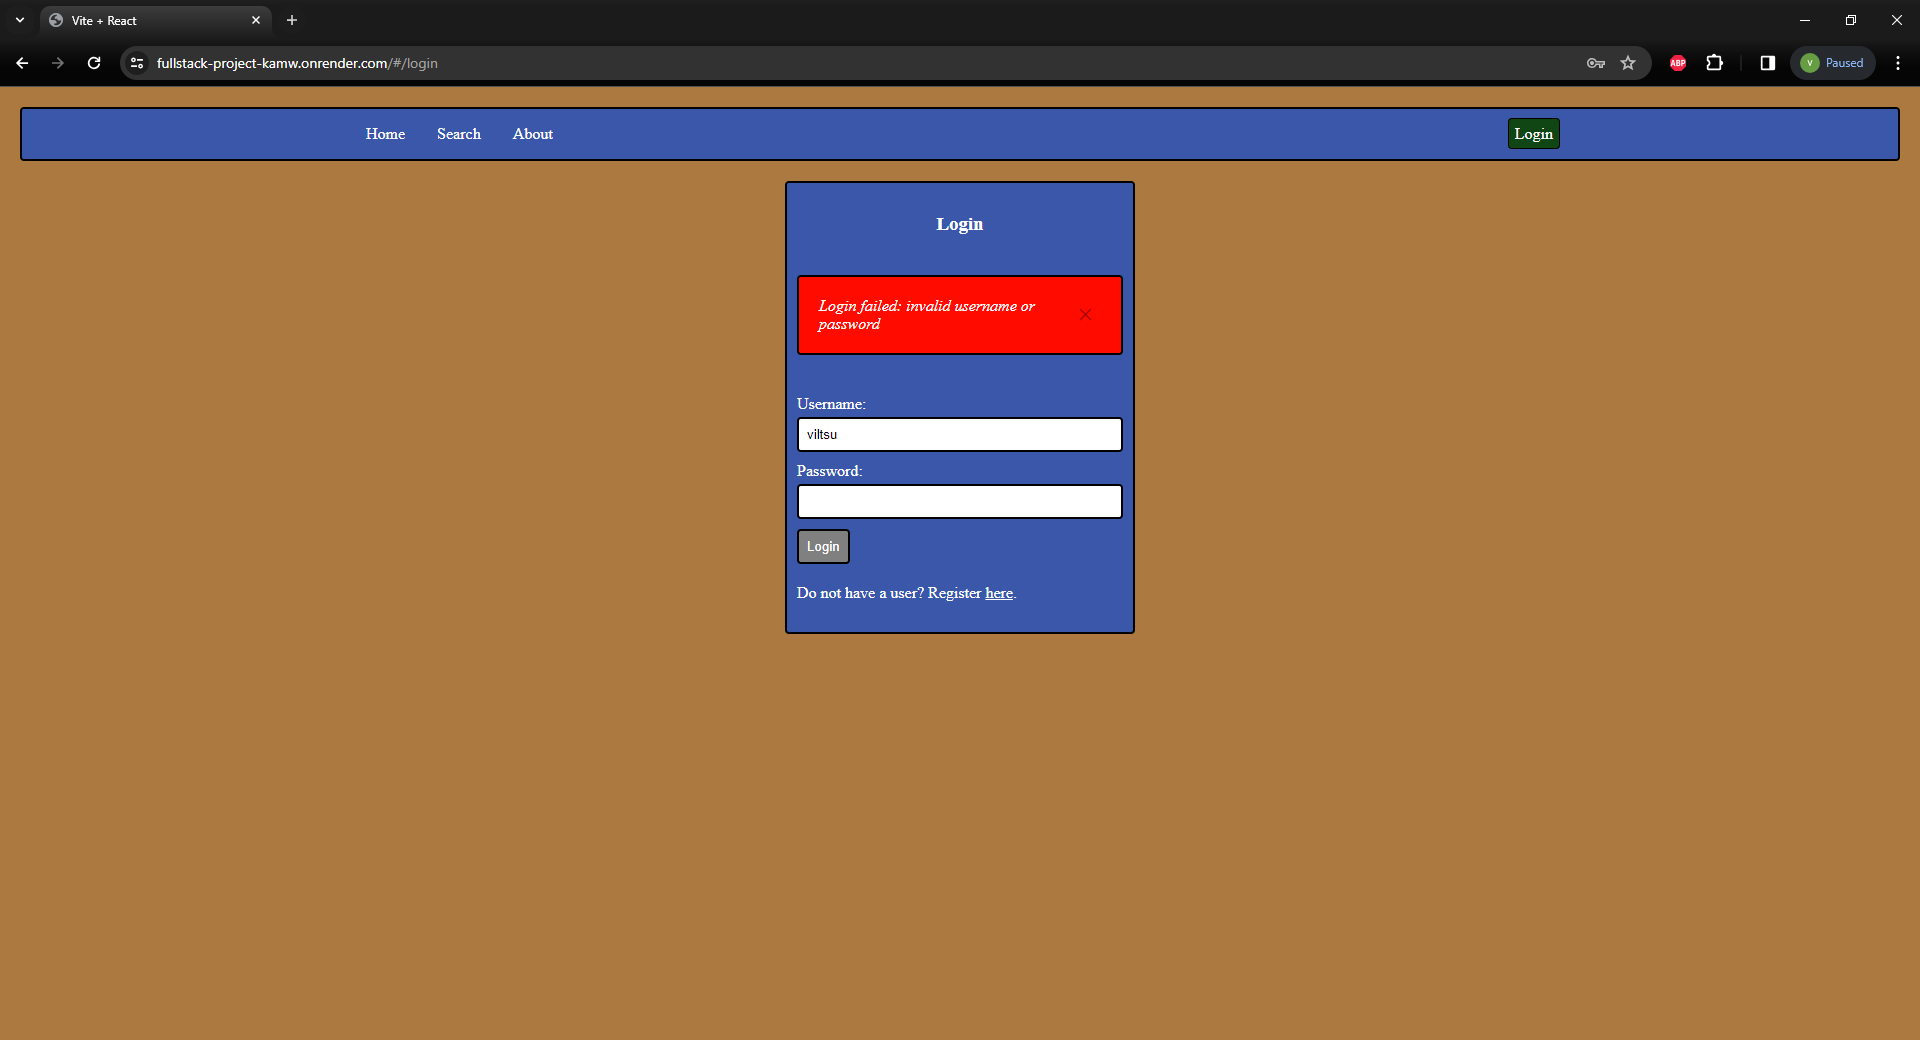 Vite + React
fullstack-project-kamw.onrender.com/#/login
ABP
V
Paused
Home
Search
About
Login
Login
Login failed: invalid username or
password
Username:
viltsu
Password:
Login
Do not have a user? Register here.